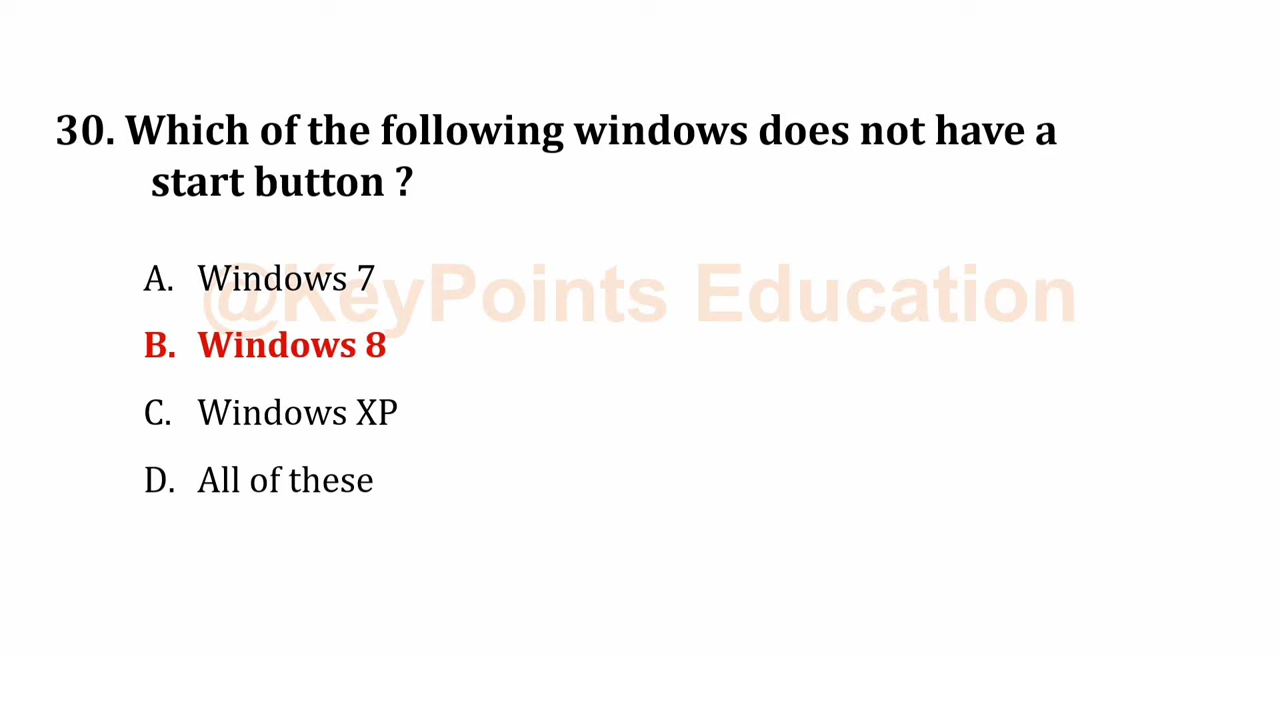 30. Which of the following windows does not have a
start button ?
@KeyPoints Education
A. Windows 7
B. Windows 8
C. Windows XP
D. All of these